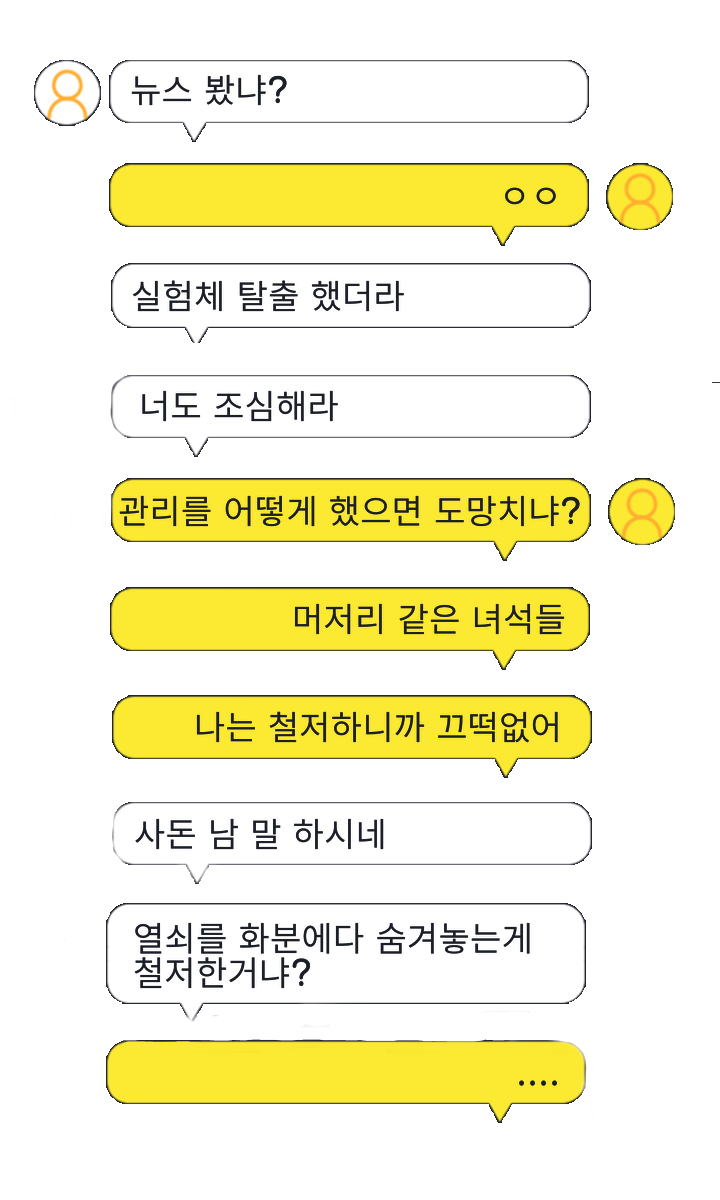 뉴스 봤냐?
ㅇㅇ
실험체 탈출 했더라
너도 조심해라
관리를 어떻게 했으면 도망치냐?
머저리 같은 녀석들
나는 철저하니까 끄떡없어
사돈 남 말 하시네
열쇠를 화분에다 숨겨놓는게
철저한거냐?
....